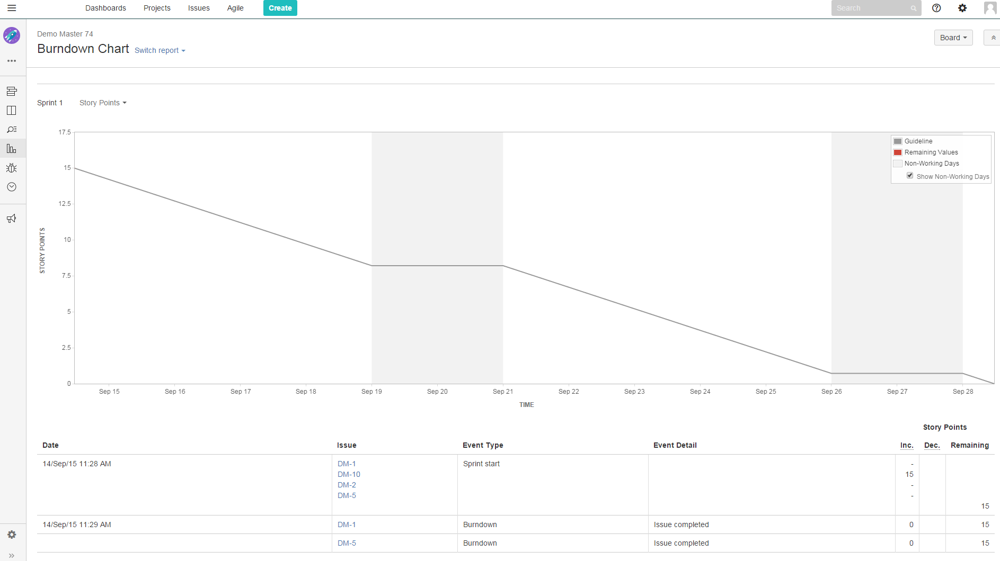 Dashboards Projects Issues Agile Create Search
Demo Master 74
Board
Burndown Chart Switch report
Sprint 1 Story Points
17.5
15
12.5
10
7.5
5
2.5
0
STORY POINTS
Guideline
Remaining Values
Non-Working Days
Show Non-Working Days
Sep 15 Sep 16 Sep 17 Sep 18 Sep 19 Sep 20 Sep 21 Sep 22 Sep 23 Sep 24 Sep 25 Sep 26 Sep 27 Sep 28
TIME
Story Points
Date Issue Event Type Event Detail Inc. Dec. Remaining
14/Sep/15 11:28 AM DM-1 Sprint start -
DM-10 15
DM-2 -
DM-5 -
15
14/Sep/15 11:29 AM DM-1 Burndown Issue completed 0 15
DM-5 Burndown Issue completed 0 15